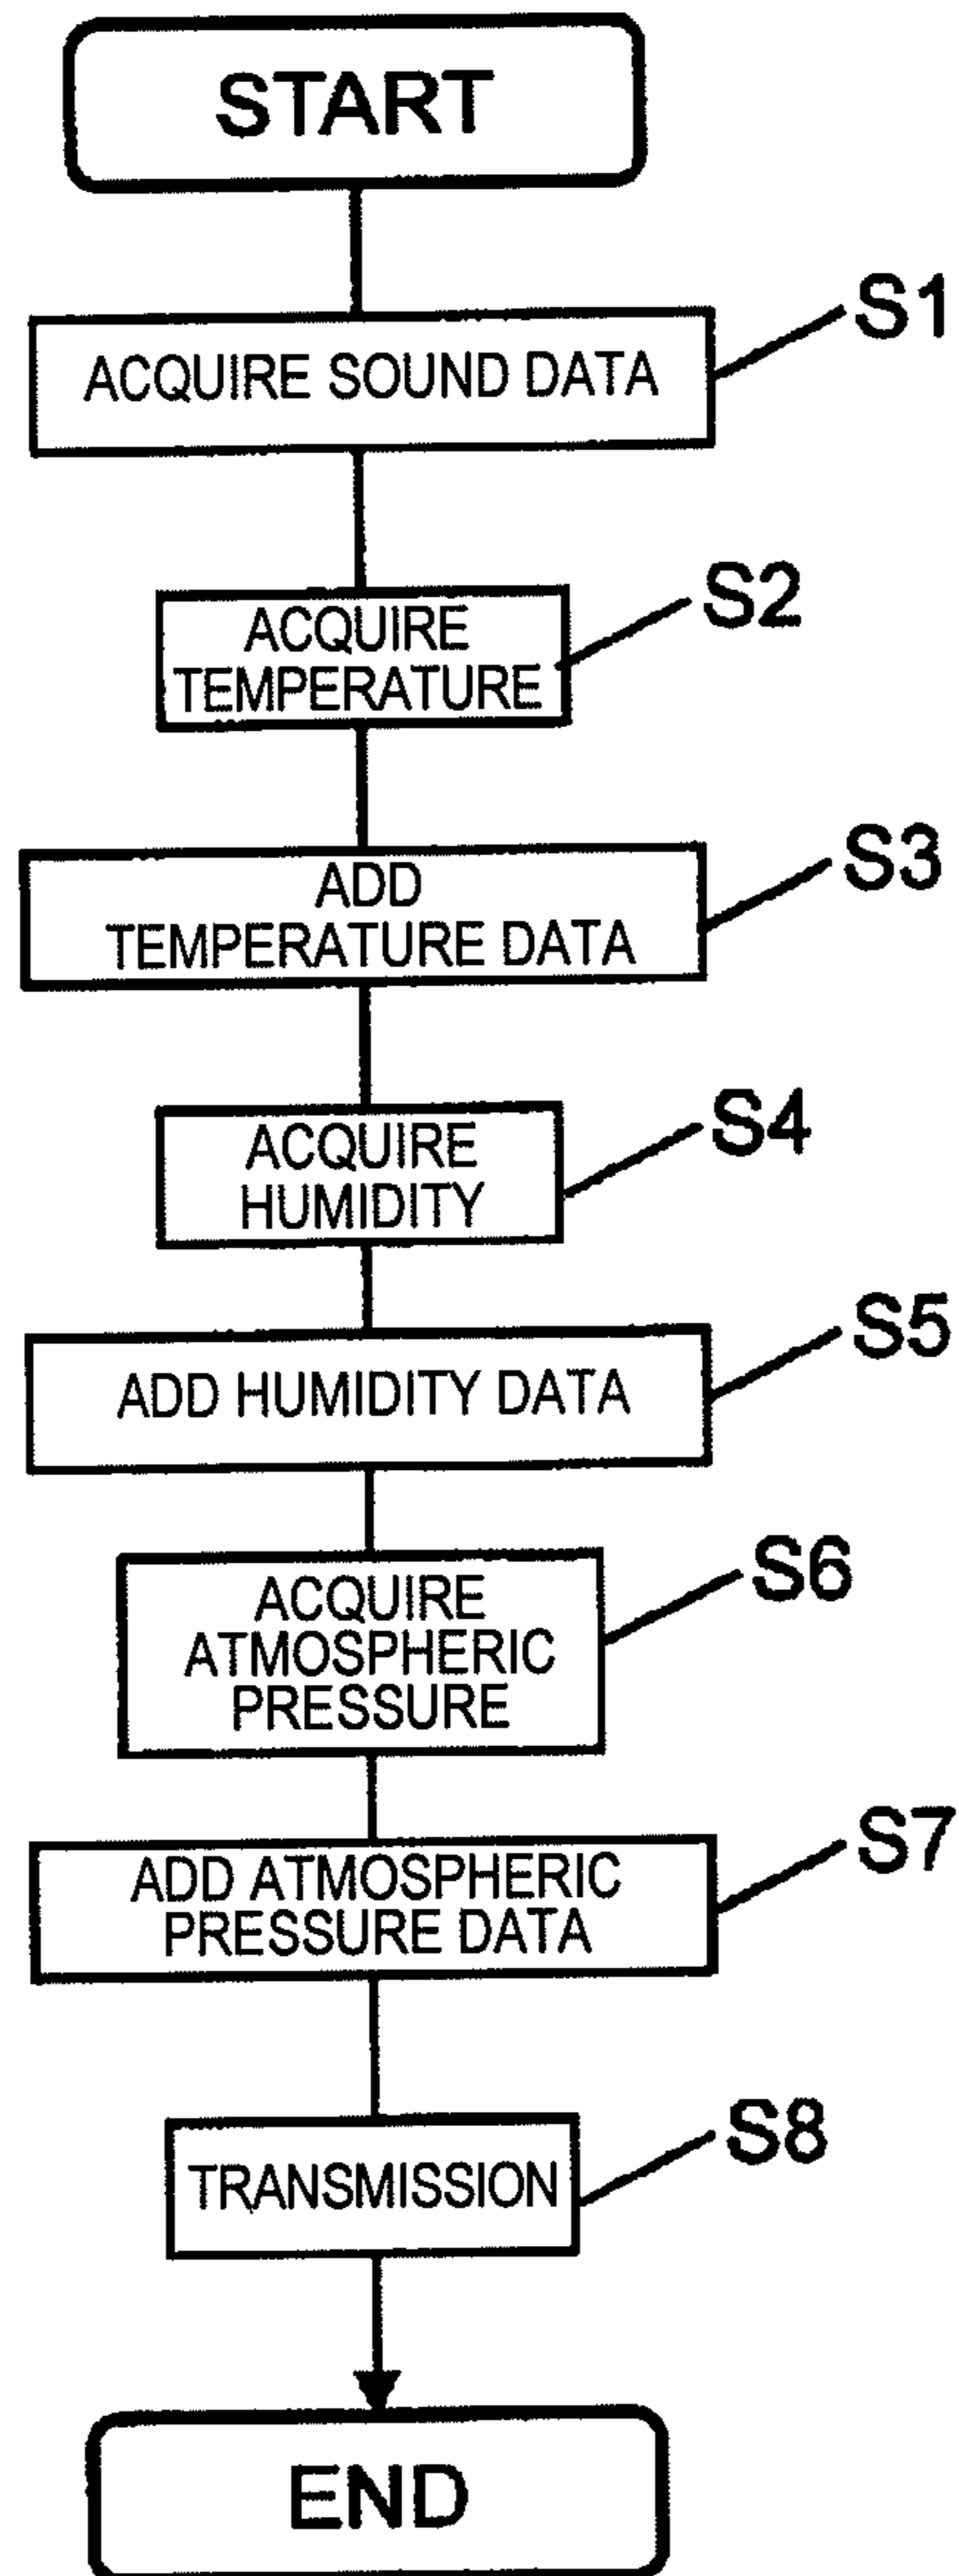 START
S1
ACQUIRE SOUND DATA
S2
ACQUIRE
TEMPERATURE
S3
ADD
TEMPERATURE DATA
S4
ACQUIRE
HUMIDITY
S5
ADD HUMIDITY DATA
S6
ACQUIRE
ATMOSPHERIC
PRESSURE
S7
ADD ATMOSPHERIC
PRESSURE DATA
S8
TRANSMISSION
END